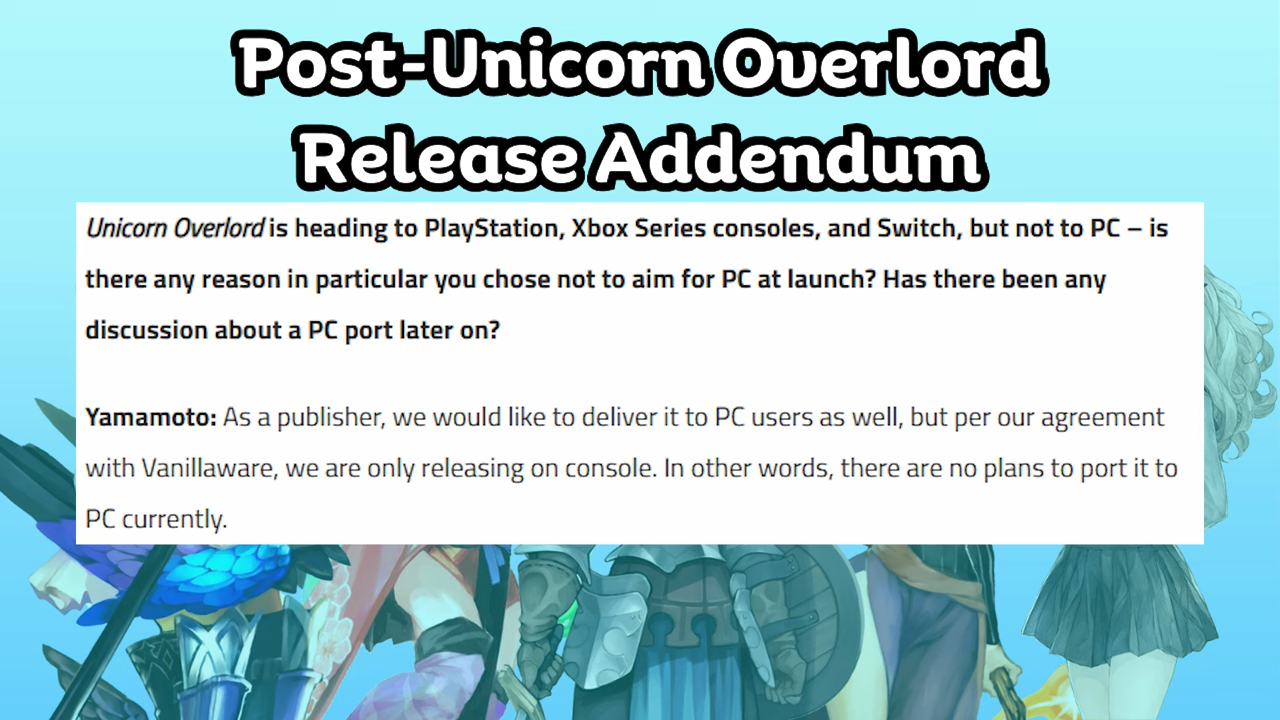 Post-Unicorn Overlord
Release Addendum
Unicorn Overlord is heading to PlayStation, Xbox Series consoles, and Switch, but not to PC – is
there any reason in particular you chose not to aim for PC at launch? Has there been any
discussion about a PC port later on?
Yamamoto: As a publisher, we would like to deliver it to PC users as well, but per our agreement
with Vanillaware, we are only releasing on console. In other words, there are no plans to port it to
PC currently.